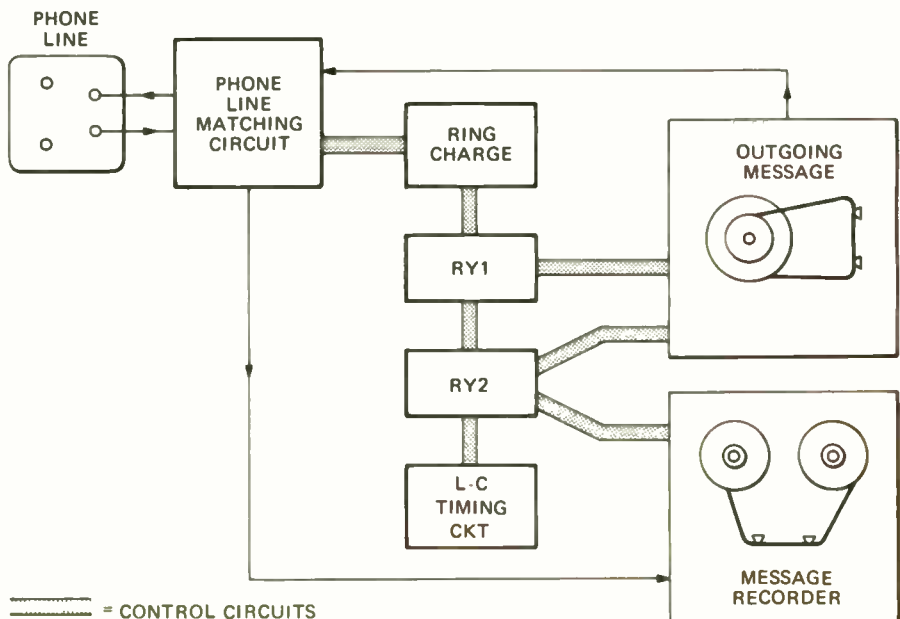 PHONE
LINE
PHONE
LINE
MATCHING
CIRCUIT
RING
CHARGE
OUTGOING
MESSAGE
RY1
RY2
L-C
TIMING
CKT
MESSAGE
RECORDER
= CONTROL CIRCUITS